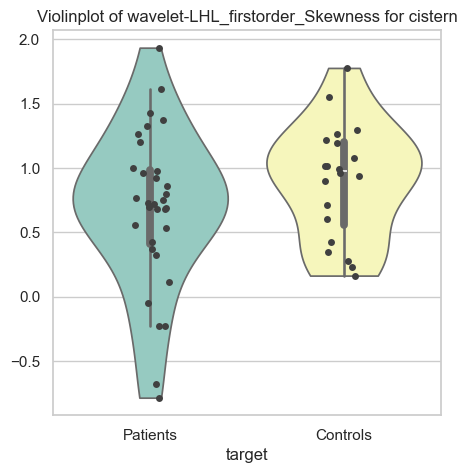 Violinplot of wavelet-LHL_firstorder_Skewness for cistern
2.0
1.5
1.0
0.5
0.0
−0.5
Patients Controls
target